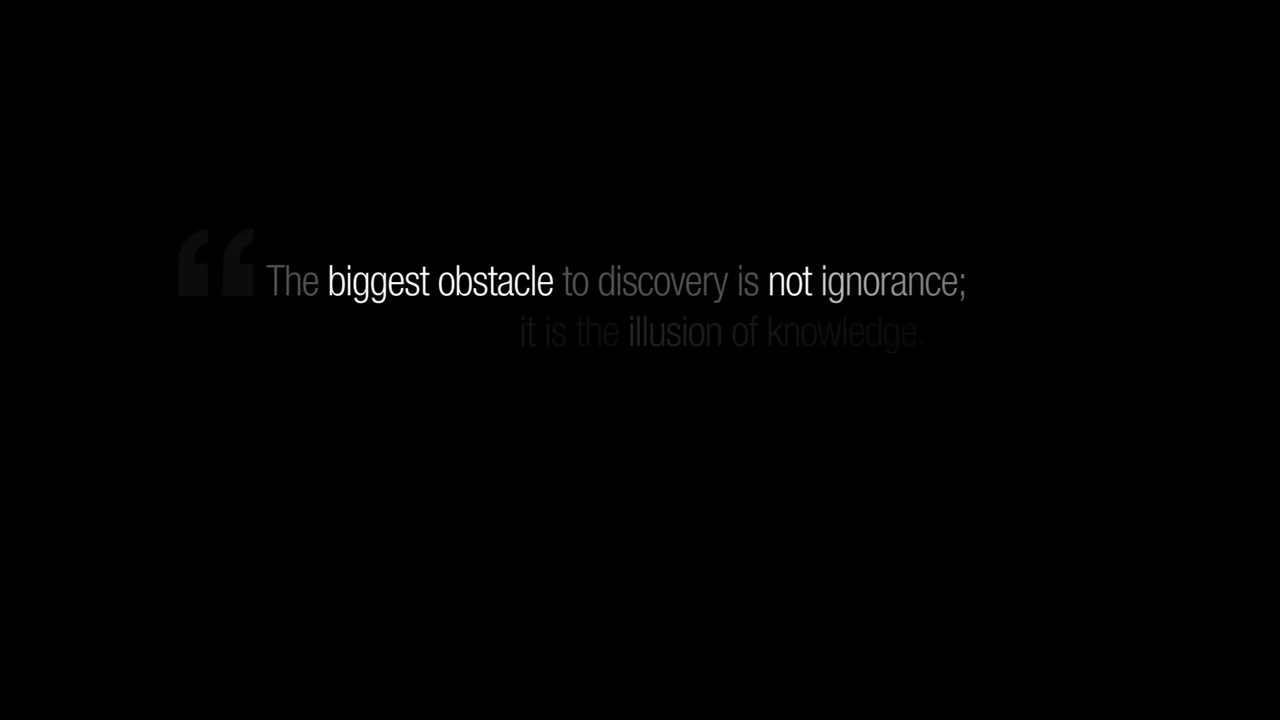 “The biggest obstacle to discovery is not ignorance;
it is the illusion of knowledge.